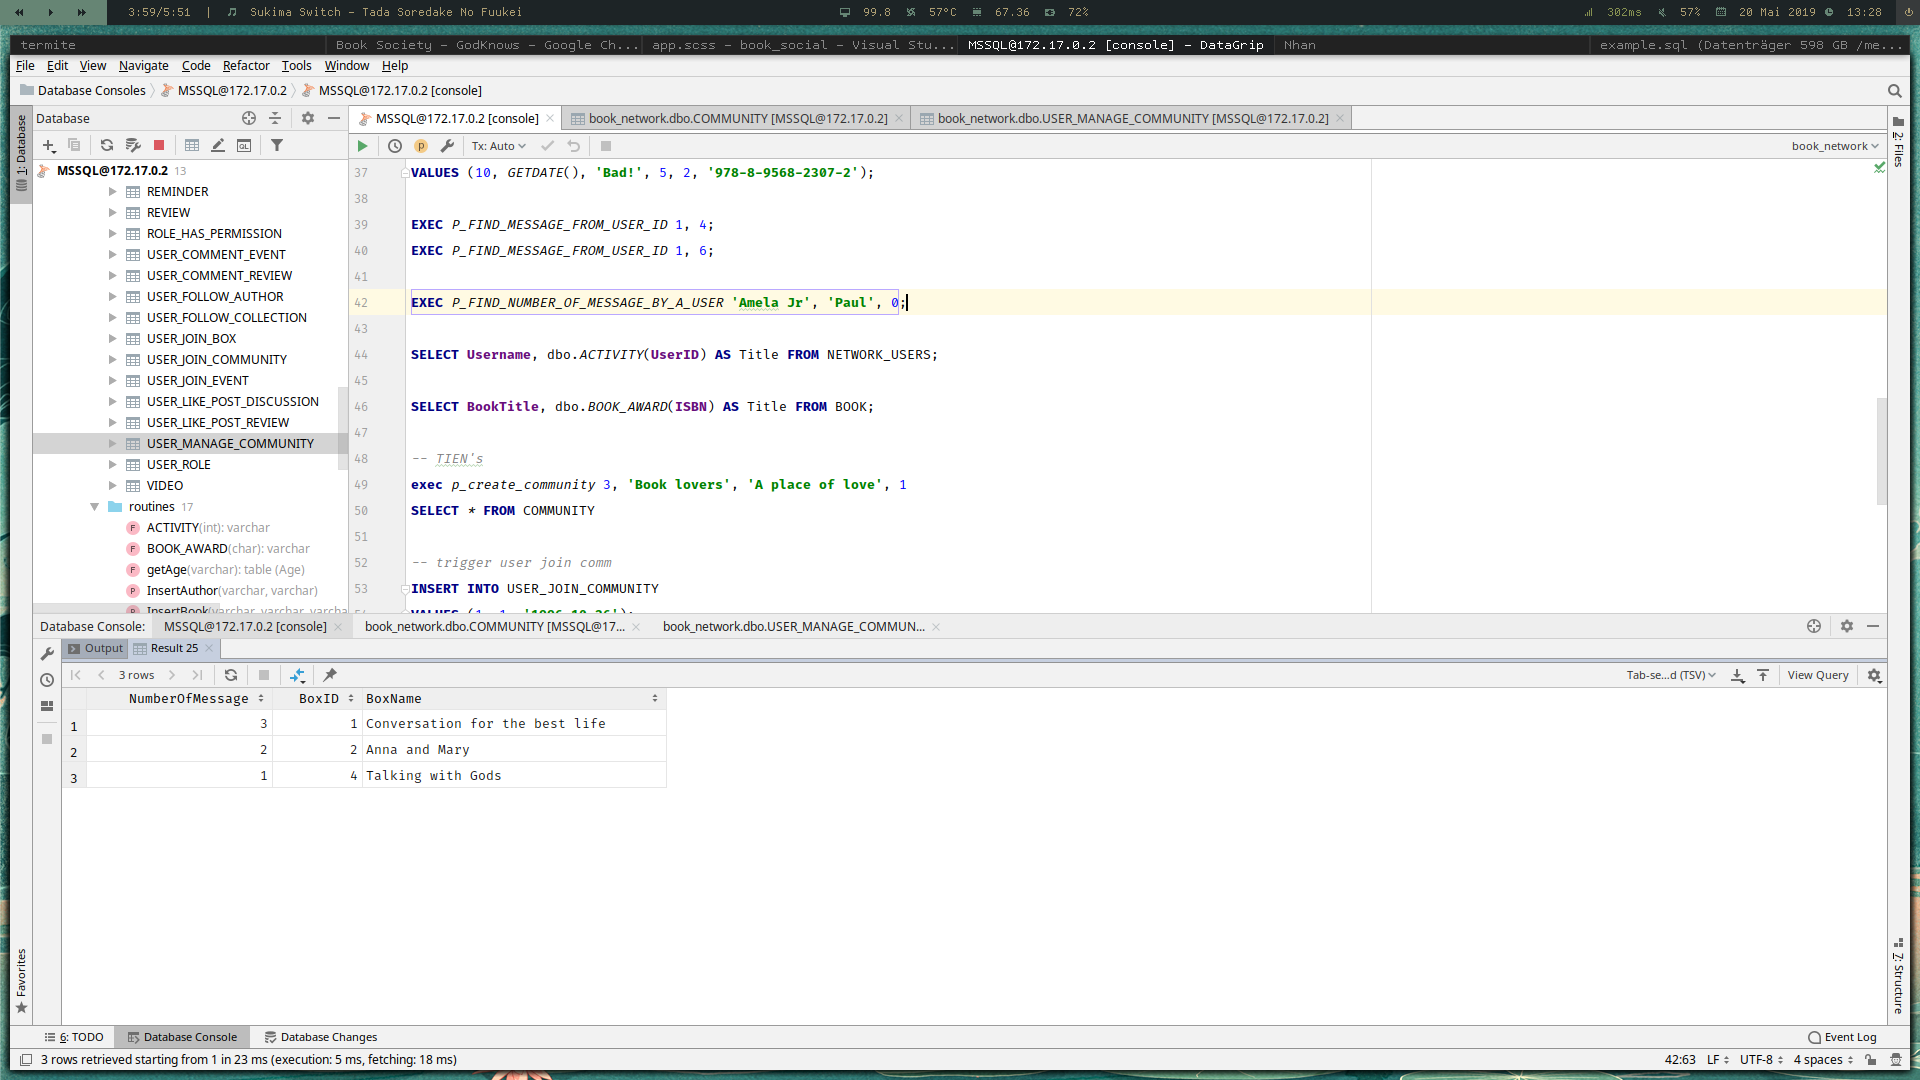 3:59/5:51 | Sukima Switch - Tada Soredake No Fuukei 99.8 57°C 67.36 72% 302ms 57% 20 Mai 2019 13:28
termite Book Society - GodKnows - Google Ch... app.scss - book_social - Visual Stu... MSSQL@172.17.0.2 [console] - DataGrip Nhan example.sql (Datenträger 598 GB /me...
File Edit View Navigate Code Refactor Tools Window Help
Database Consoles MSSQL@172.17.0.2 MSSQL@172.17.0.2 [console]
Database
MSSQL@172.17.0.2 [console] book_network.dbo.COMMUNITY [MSSQL@172.17.0.2] book_network.dbo.USER_MANAGE_COMMUNITY [MSSQL@172.17.0.2]
Tx: Auto book_network
1: Database
2: Files
MSSQL@172.17.0.2 13
REMINDER
REVIEW
ROLE_HAS_PERMISSION
USER_COMMENT_EVENT
USER_COMMENT_REVIEW
USER_FOLLOW_AUTHOR
USER_FOLLOW_COLLECTION
USER_JOIN_BOX
USER_JOIN_COMMUNITY
USER_JOIN_EVENT
USER_LIKE_POST_DISCUSSION
USER_LIKE_POST_REVIEW
USER_MANAGE_COMMUNITY
USER_ROLE
VIDEO
routines 17
ACTIVITY(int): varchar
BOOK_AWARD(char): varchar
getAge(varchar): table (Age)
InsertAuthor(varchar, varchar)
InsertBook(varchar, varchar, varcha
37 VALUES (10, GETDATE(), 'Bad!', 5, 2, '978-8-9568-2307-2');
38
39 EXEC P_FIND_MESSAGE_FROM_USER_ID 1, 4;
40 EXEC P_FIND_MESSAGE_FROM_USER_ID 1, 6;
41
42 EXEC P_FIND_NUMBER_OF_MESSAGE_BY_A_USER 'Amela Jr', 'Paul', 0;
43
44 SELECT Username, dbo.ACTIVITY(UserID) AS Title FROM NETWORK_USERS;
45
46 SELECT BookTitle, dbo.BOOK_AWARD(ISBN) AS Title FROM BOOK;
47
48 -- TIEN's
49 exec p_create_community 3, 'Book lovers', 'A place of love', 1
50 SELECT * FROM COMMUNITY
51
52 -- trigger user join comm
53 INSERT INTO USER_JOIN_COMMUNITY
54 VALUES (1, 1, '1996-10-26');
Database Console: MSSQL@172.17.0.2 [console] book_network.dbo.COMMUNITY [MSSQL@17... book_network.dbo.USER_MANAGE_COMMUN...
Output Result 25
3 rows Tab-se...d (TSV) View Query
NumberOfMessage BoxID BoxName
1 3 1 Conversation for the best life
2 2 2 Anna and Mary
3 1 4 Talking with Gods
Favorites
7: Structure
6: TODO Database Console Database Changes Event Log
3 rows retrieved starting from 1 in 23 ms (execution: 5 ms, fetching: 18 ms) 42:63 LF UTF-8 4 spaces